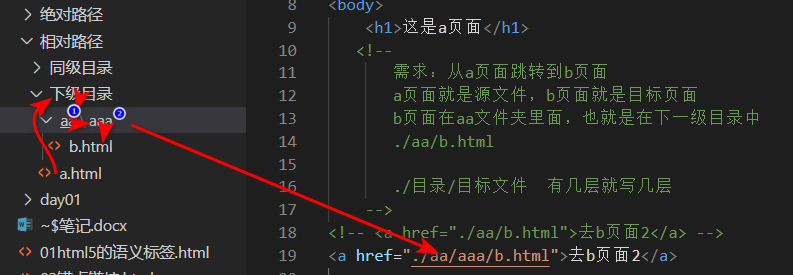 绝对路径
相对路径
同级目录
下级目录
aaa
1
2
b.html
a.html
day01
~$笔记.docx
01html5的语义标签.html
8 <body>
9 <h1>这是a页面</h1>
10 <!--
11 需求：从a页面跳转到b页面
12 a页面就是源文件，b页面就是目标页面
13 b页面在aa文件夹里面，也就是在下一级目录中
14 ./aa/b.html
15
16 ./目录/目标文件 有几层就写几层
17 -->
18 <!-- <a href="./aa/b.html">去b页面2</a> -->
19 <a href="./aa/aaa/b.html">去b页面2</a>